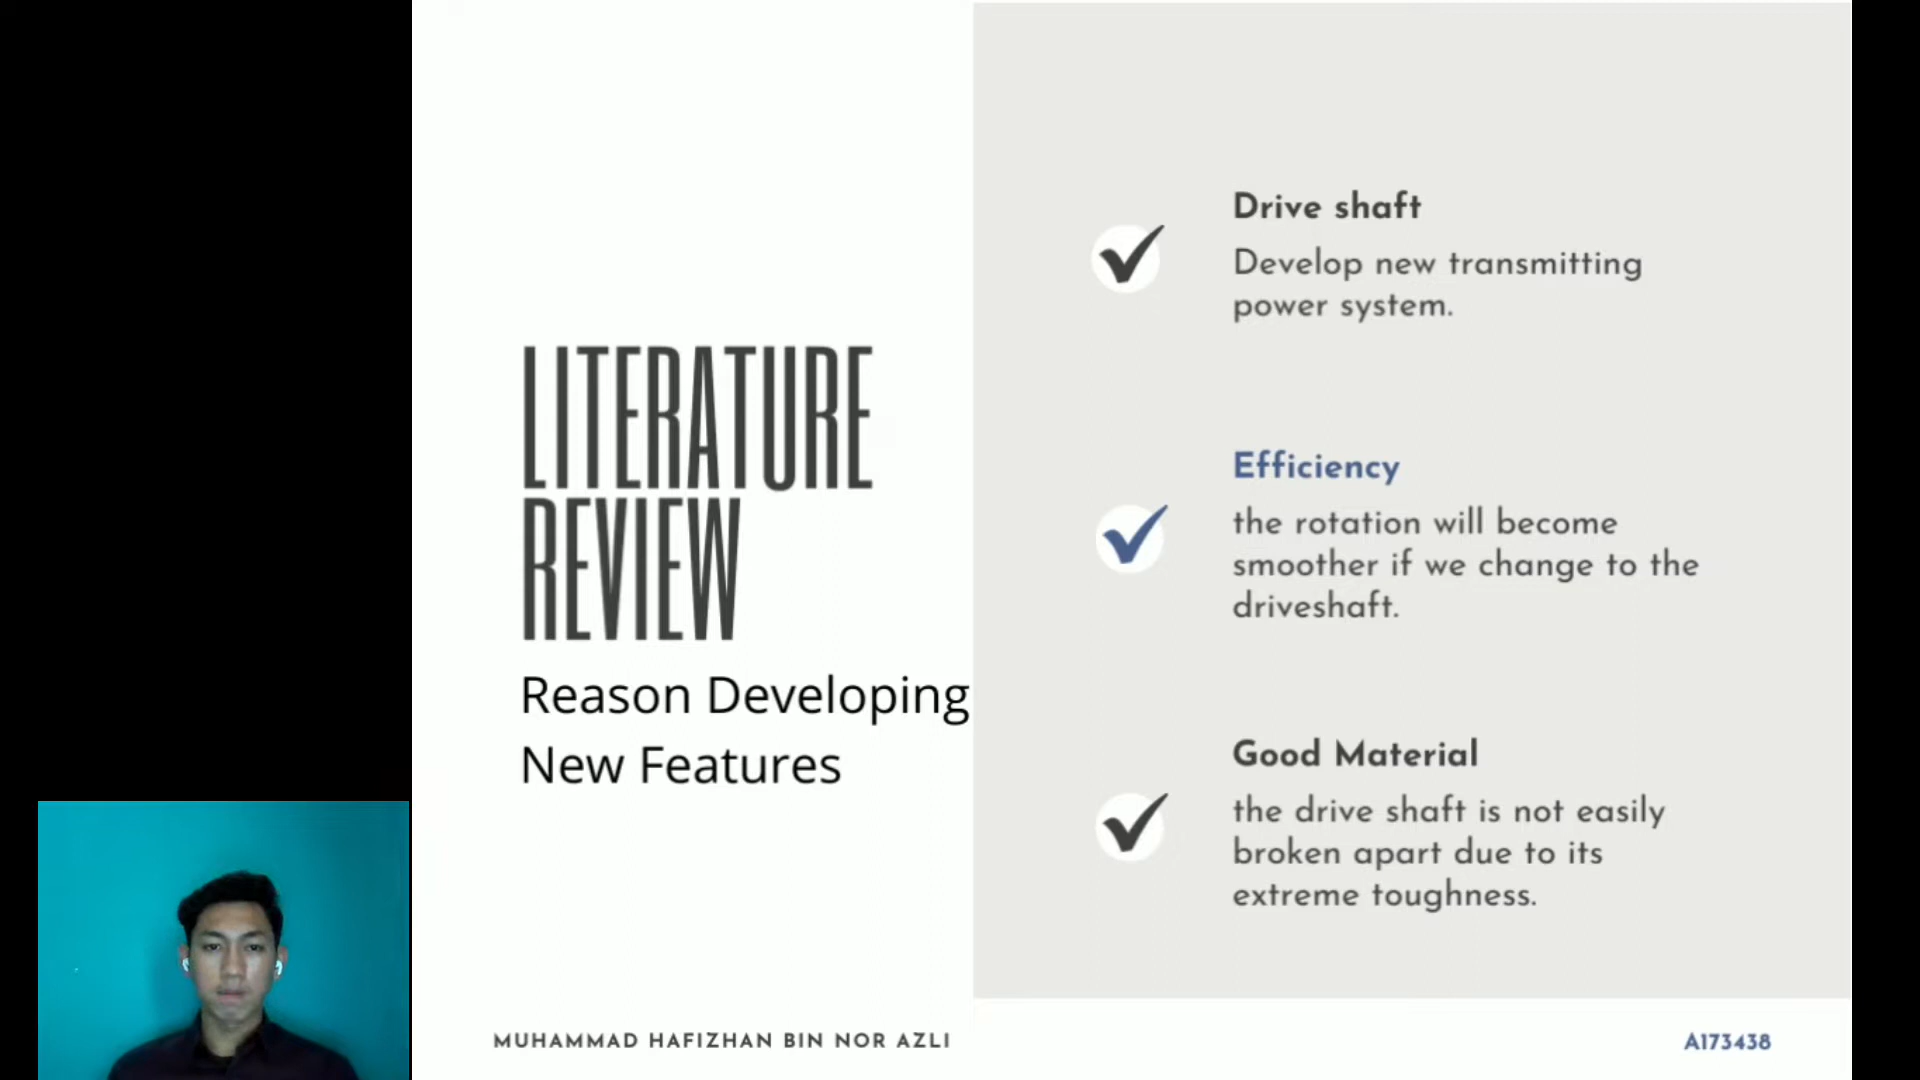 LITERATURE
REVIEW
Reason Developing
New Features
Drive shaft
Develop new transmitting
power system.
Efficiency
the rotation will become
smoother if we change to the
driveshaft.
Good Material
the drive shaft is not easily
broken apart due to its
extreme toughness.
MUHAMMAD HAFIZHAN BIN NOR AZLI
A173438